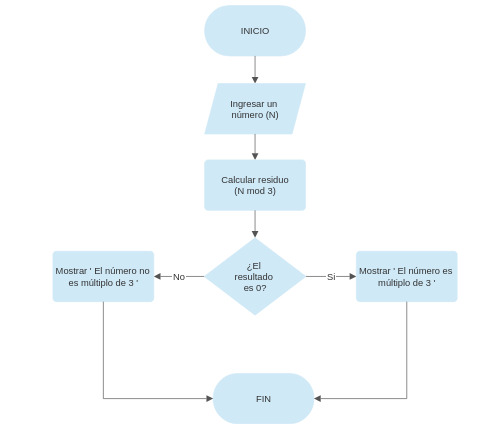 INICIO
Ingresar un
número (N)
Calcular residuo
(N mod 3)
¿El
resultado
es 0?
No
Si
Mostrar ' El número no
es múltiplo de 3 '
Mostrar ' El número es
múltiplo de 3 '
FIN